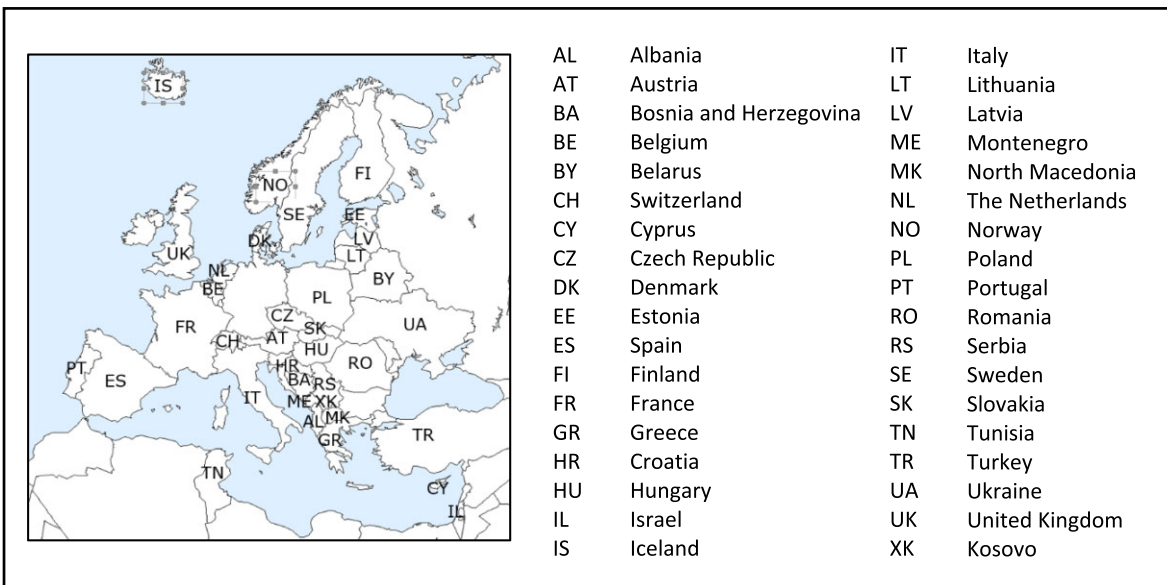 IS
NO
FI
SE
EE
DK
LV
LT
UK
NL
BE
BY
PL
CZ
SK
UA
FR
CH
AT
HU
RO
HR
BA
RS
PT
ES
IT
ME
XK
AL
MK
GR
TR
TN
CY
IL
AL Albania
AT Austria
BA Bosnia and Herzegovina
BE Belgium
BY Belarus
CH Switzerland
CY Cyprus
CZ Czech Republic
DK Denmark
EE Estonia
ES Spain
FI Finland
FR France
GR Greece
HR Croatia
HU Hungary
IL Israel
IS Iceland
IT Italy
LT Lithuania
LV Latvia
ME Montenegro
MK North Macedonia
NL The Netherlands
NO Norway
PL Poland
PT Portugal
RO Romania
RS Serbia
SE Sweden
SK Slovakia
TN Tunisia
TR Turkey
UA Ukraine
UK United Kingdom
XK Kosovo